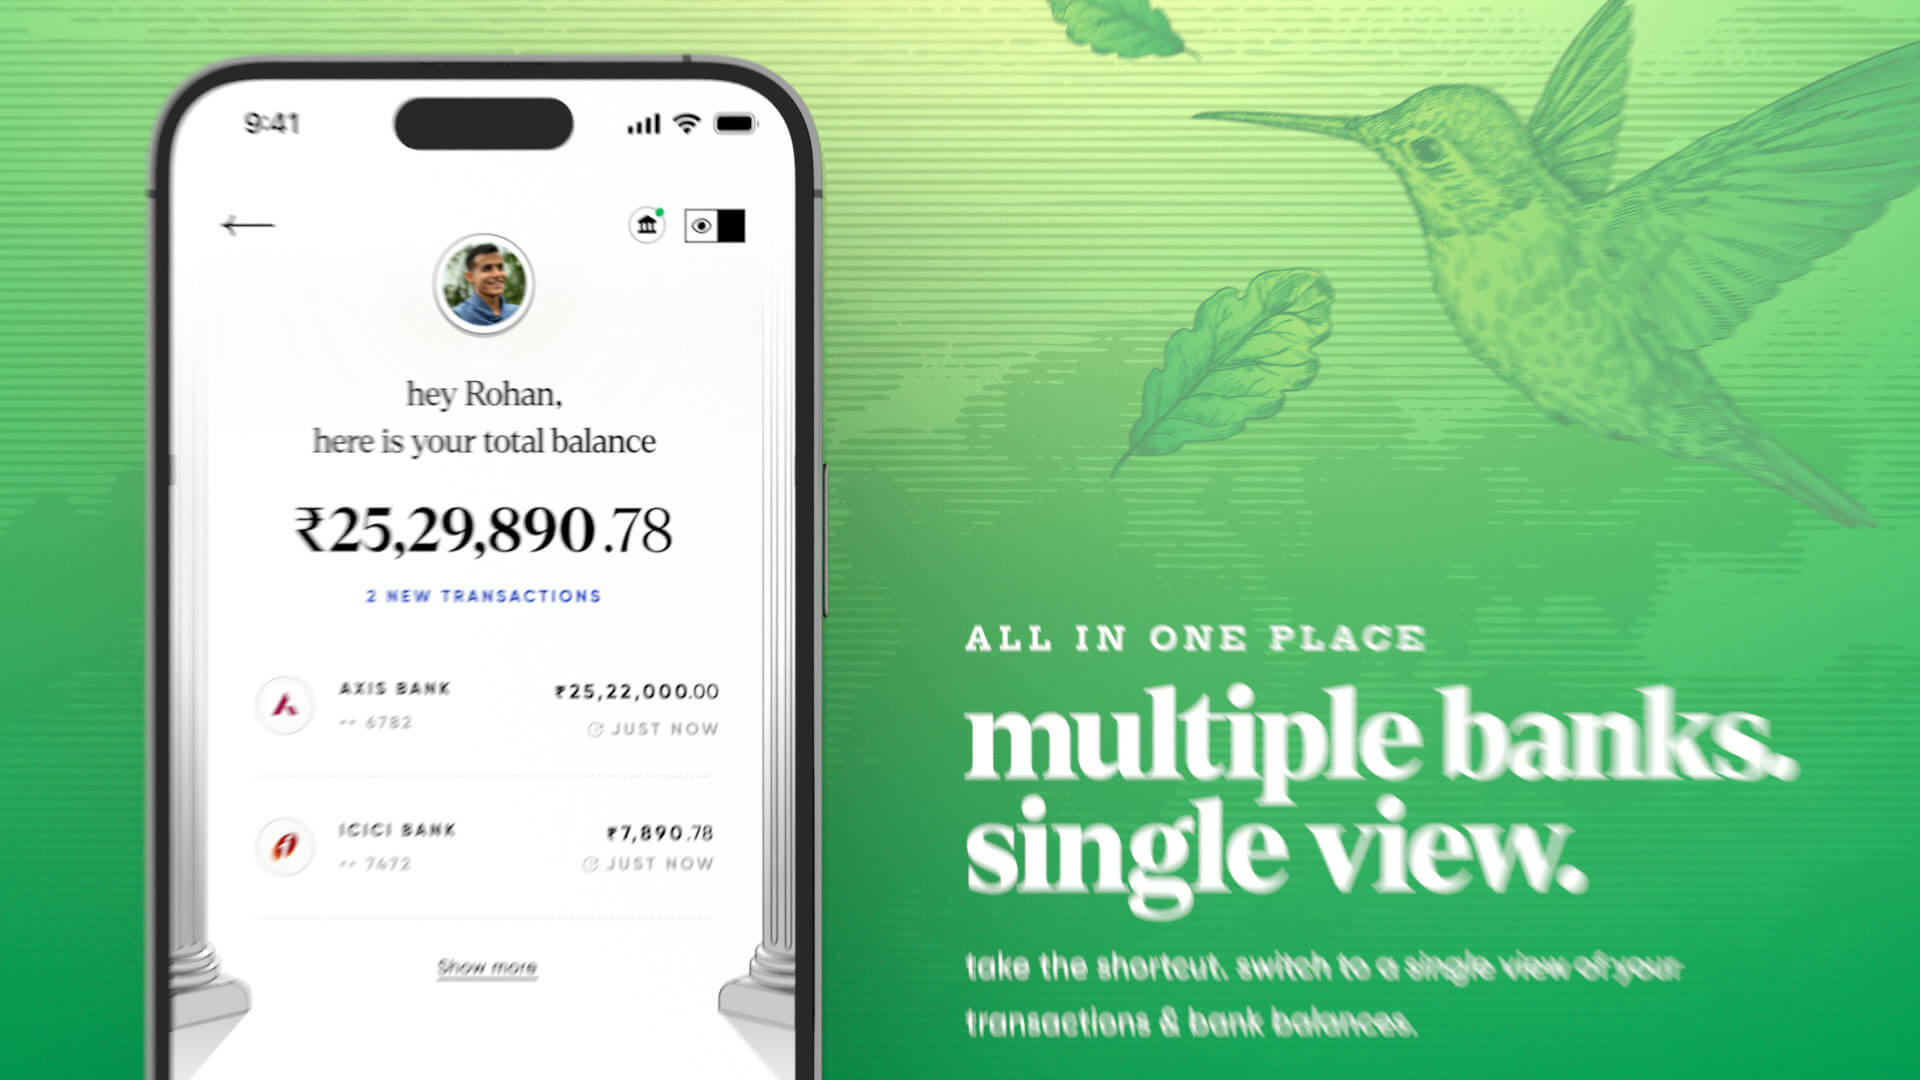 9:41
hey Rohan,
here is your total balance
₹25,29,890.78
2 NEW TRANSACTIONS
AXIS BANK
₹25,22,000.00
-- 6782
JUST NOW
ICICI BANK
₹7,890.78
-- 7472
JUST NOW
Show more
ALL IN ONE PLACE
multiple banks.
single view.
take the shortcut. switch to a single view of your
transactions & bank balances.